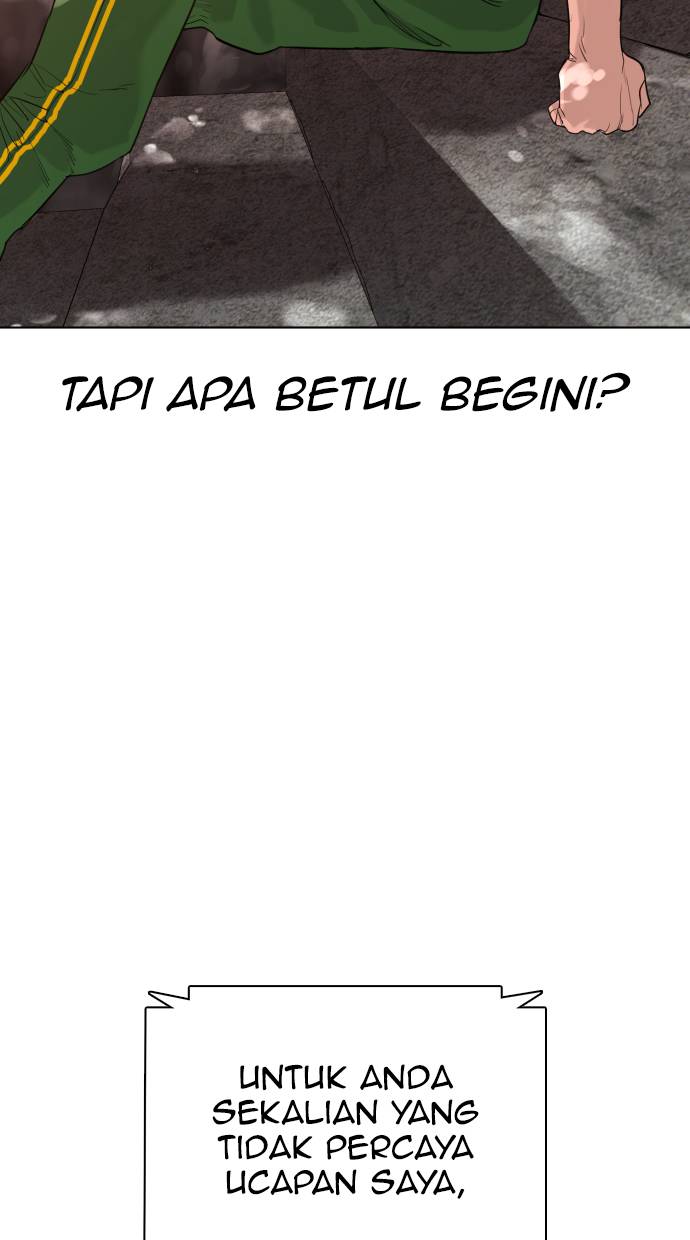 TAPI APA BETUL BEGINI?
UNTUK ANDA
SEKALIAN YANG
TIDAK PERCAYA
UCAPAN SAYA,